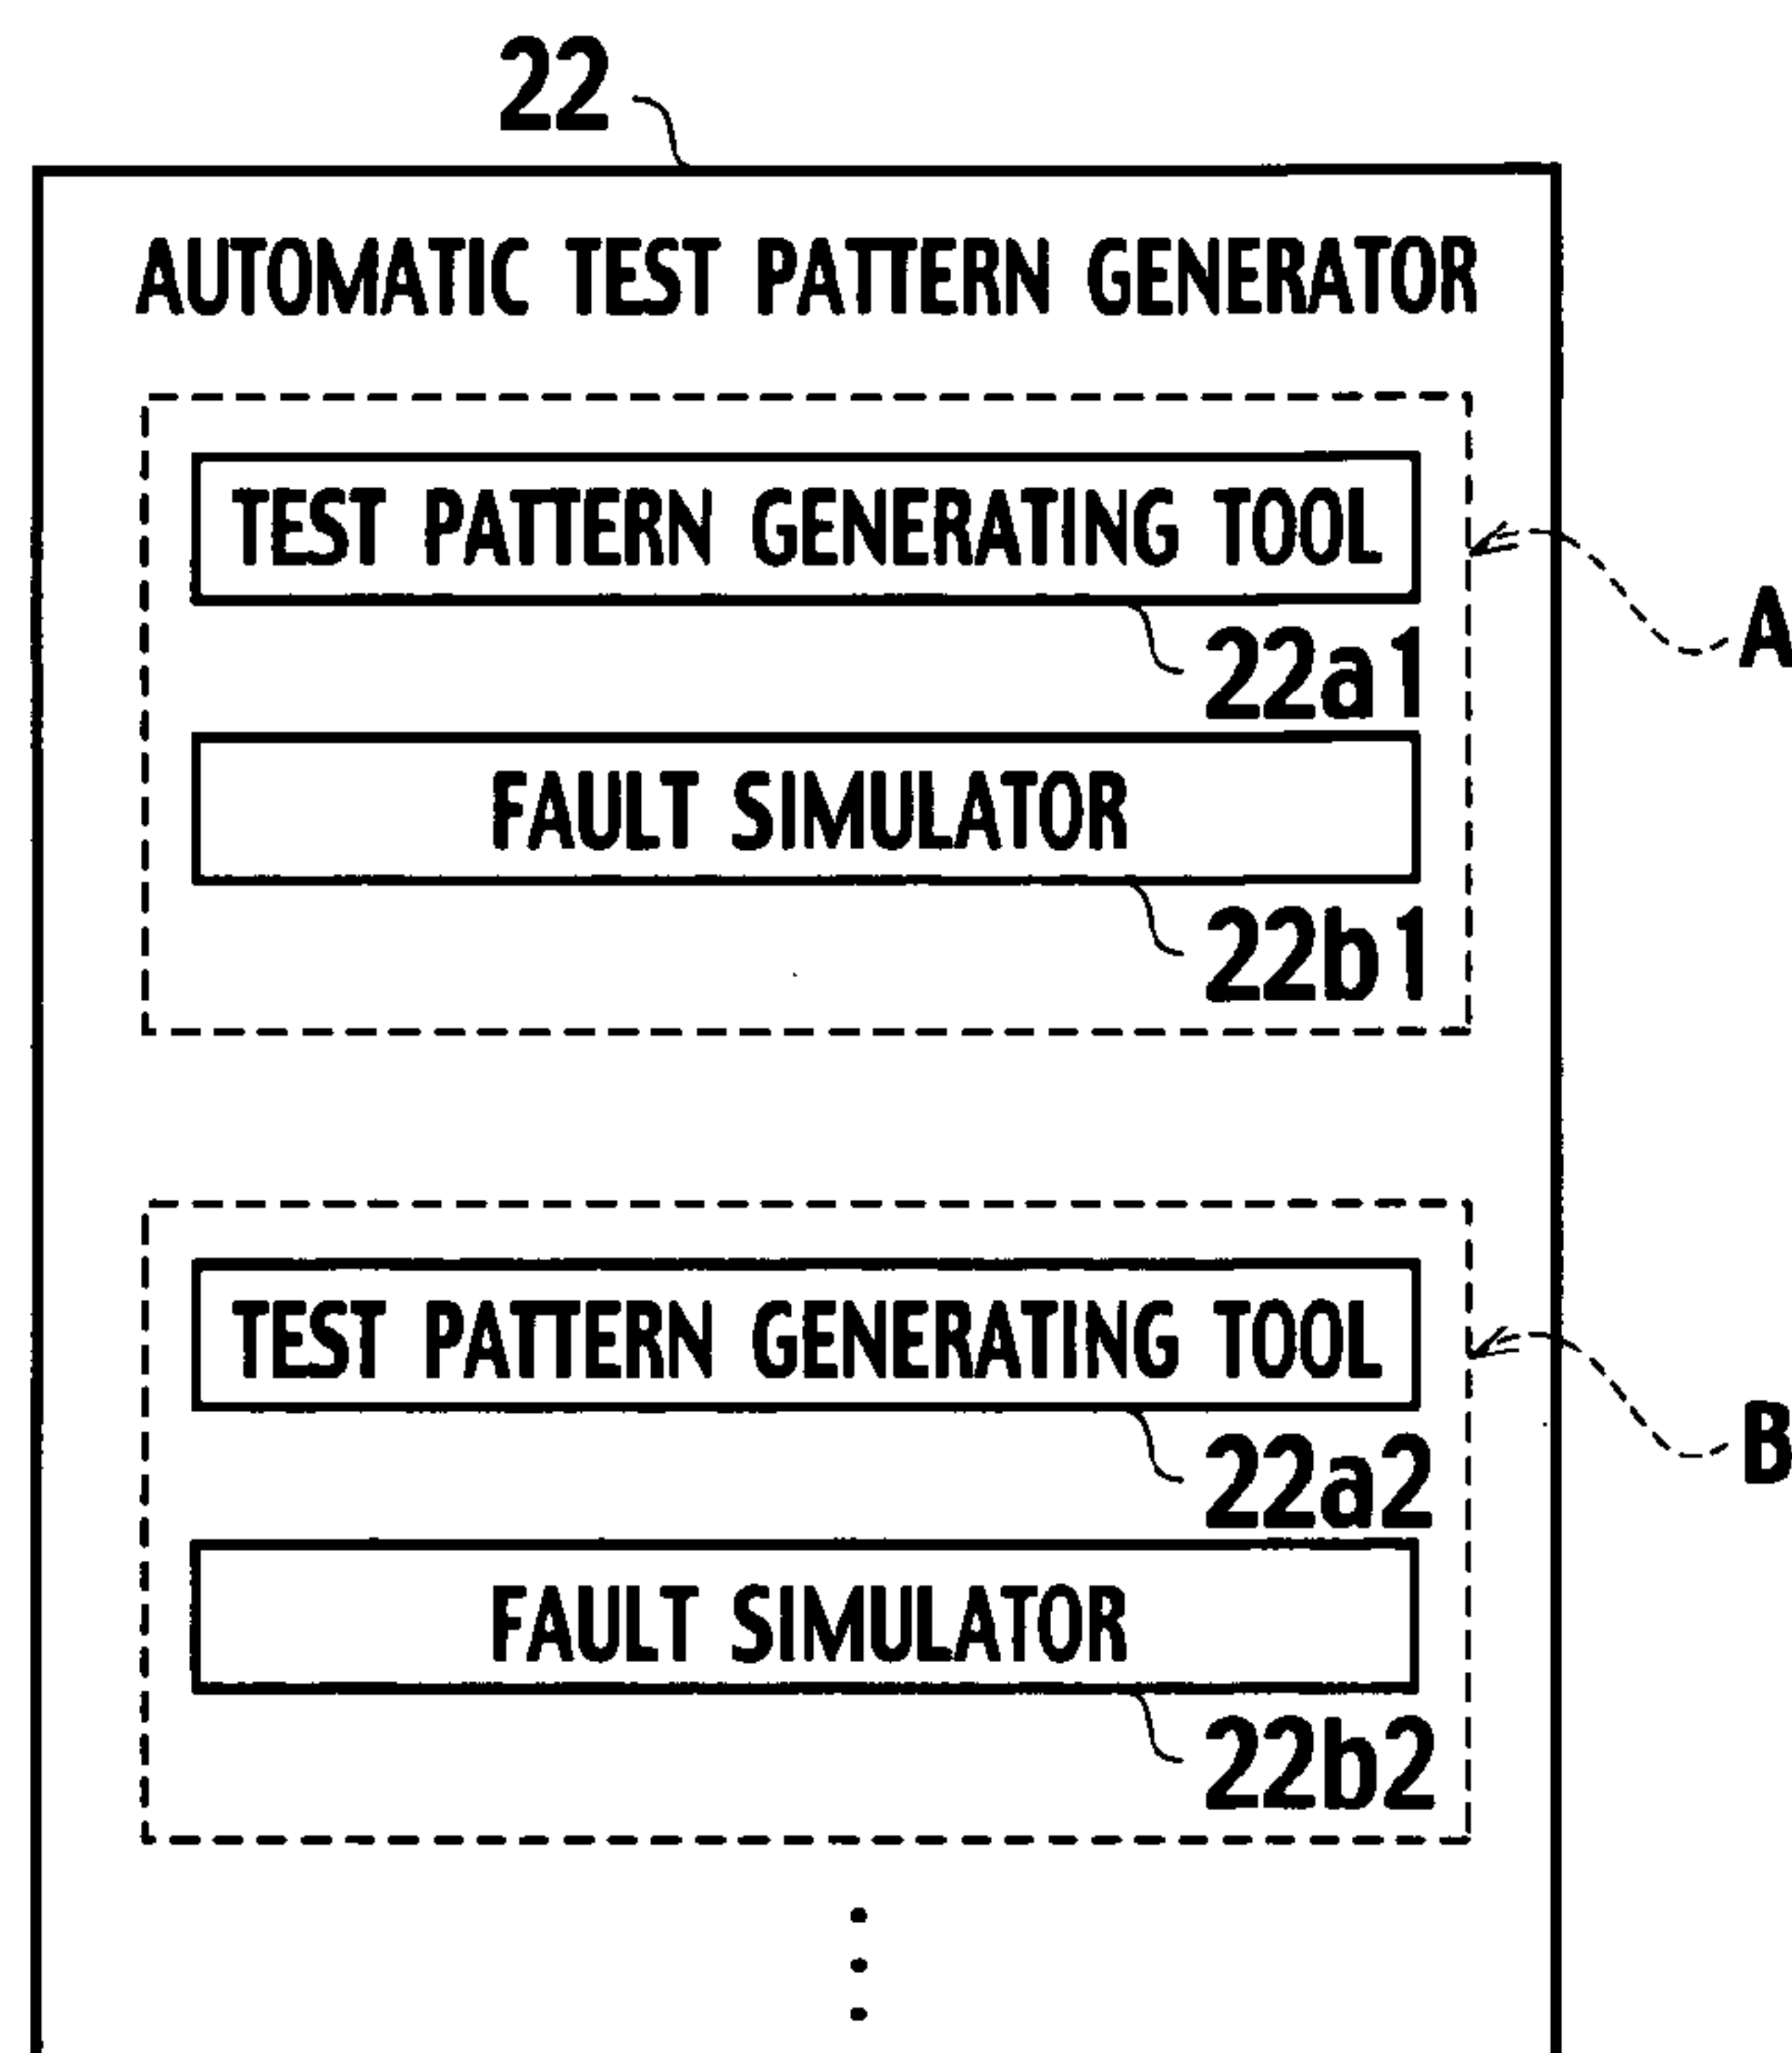 22
AUTOMATIC TEST PATTERN GENERATOR
TEST PATTERN GENERATING TOOL
A
22a1
FAULT SIMULATOR
22b1
TEST PATTERN GENERATING TOOL
B
22a2
FAULT SIMULATOR
22b2